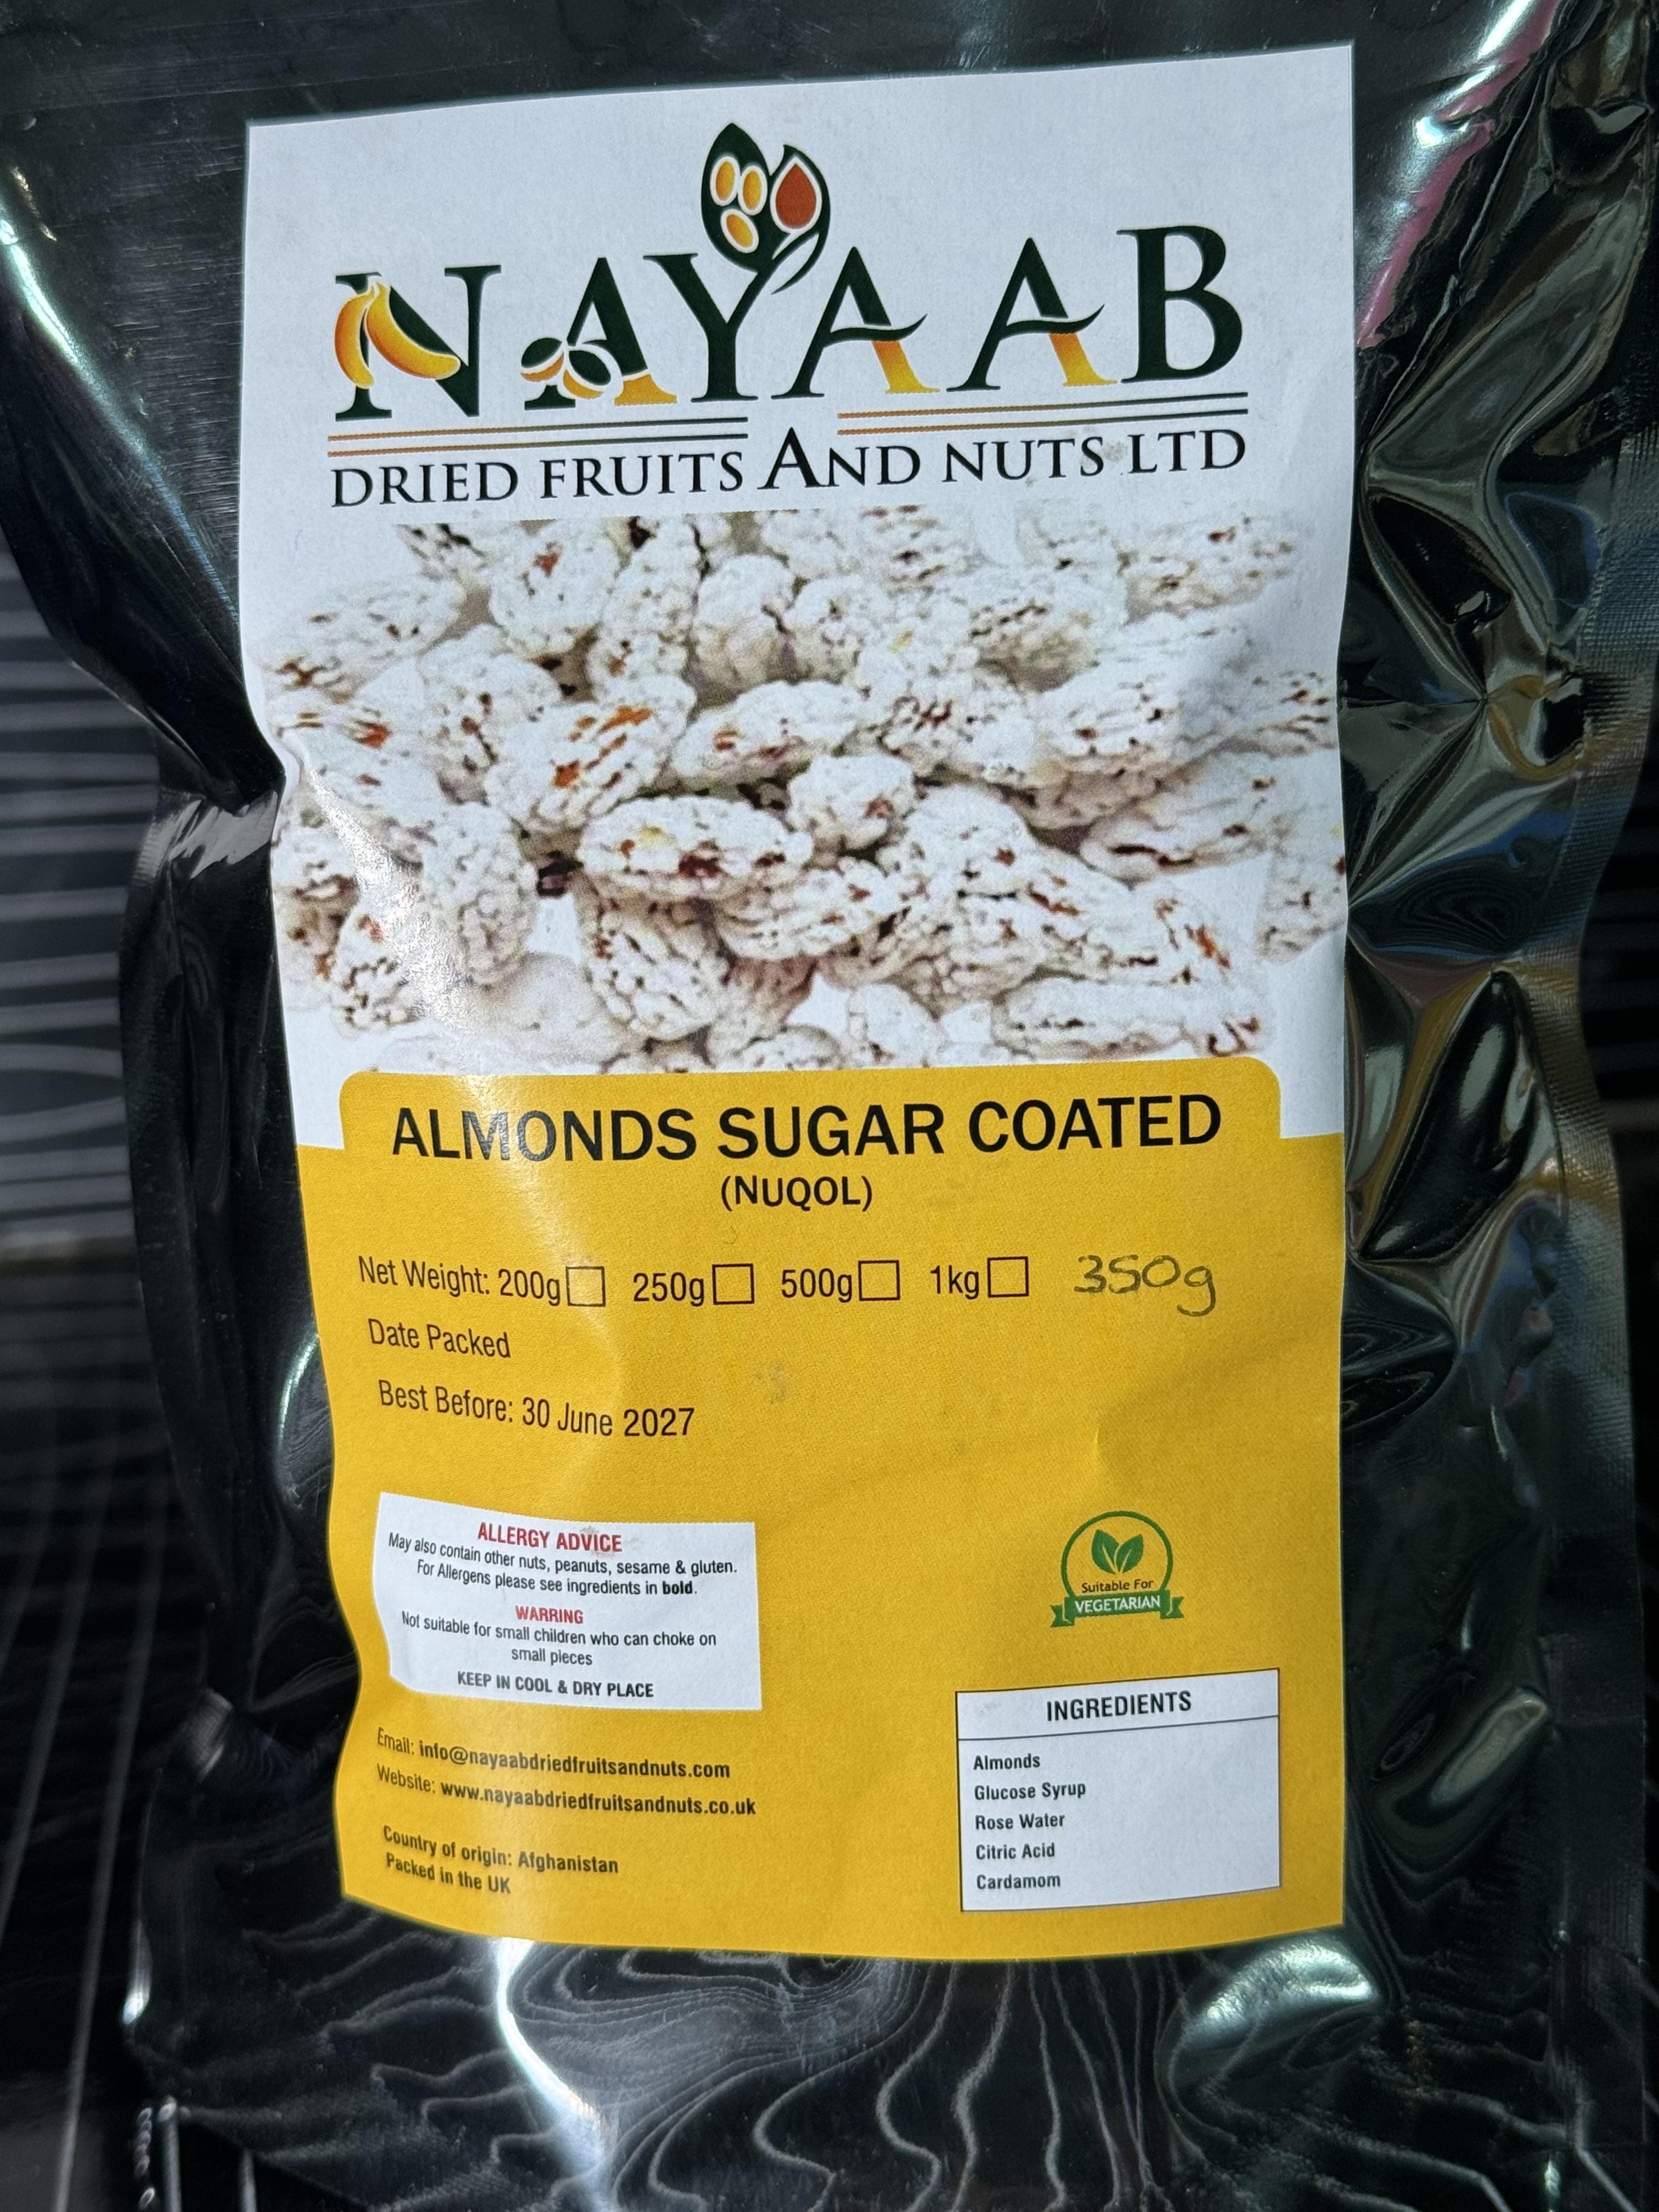 NAYAAB
DRIED FRUITS AND NUTS LTD
ALMONDS SUGAR COATED
(NUQOL)
Net Weight: 200g 250g 500g 1kg 350g
Date Packed
Best Before: 30 June 2027
ALLERGY ADVICE
May also contain other nuts, peanuts, sesame & gluten.
For Allergens please see ingredients in bold.
WARRING
Not suitable for small children who can choke on
small pieces
KEEP IN COOL & DRY PLACE
Suitable For
VEGETARIAN
Email: info@nayaabdriedfruitsandnuts.com
Website: www.nayaabdriedfruitsandnuts.co.uk
Country of origin: Afghanistan
Packed in the UK
INGREDIENTS
Almonds
Glucose Syrup
Rose Water
Citric Acid
Cardamom